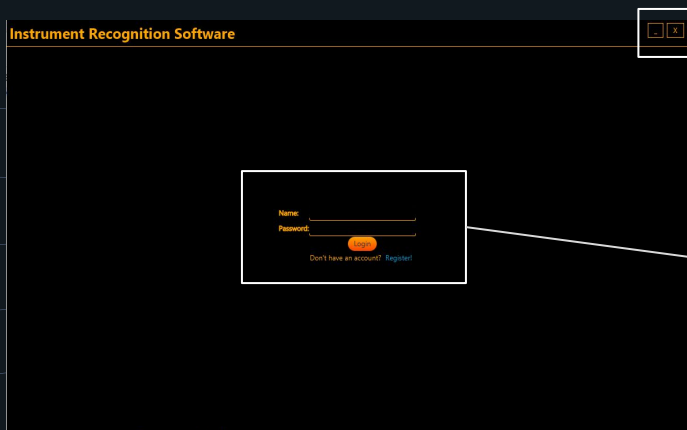 Instrument Recognition Software
_ X
Name:
Password:
Login
Don't have an account? Register!